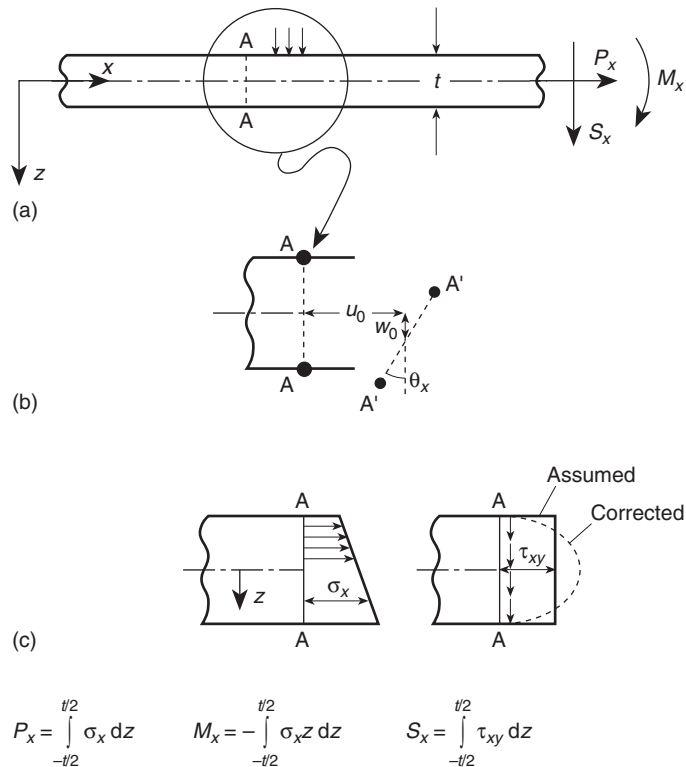 A
x
t
P_x
M_x
A
S_x
z
(a)
A
A'
u_0
w_0
A
A'
θ_x
(b)
Assumed
A
A
Corrected
τ_xy
z
σ_x
A
A
(c)
P_x = ∫_{-t/2}^{t/2} σ_x dz   M_x = – ∫_{-t/2}^{t/2} σ_x z dz   S_x = ∫_{-t/2}^{t/2} τ_xy dz